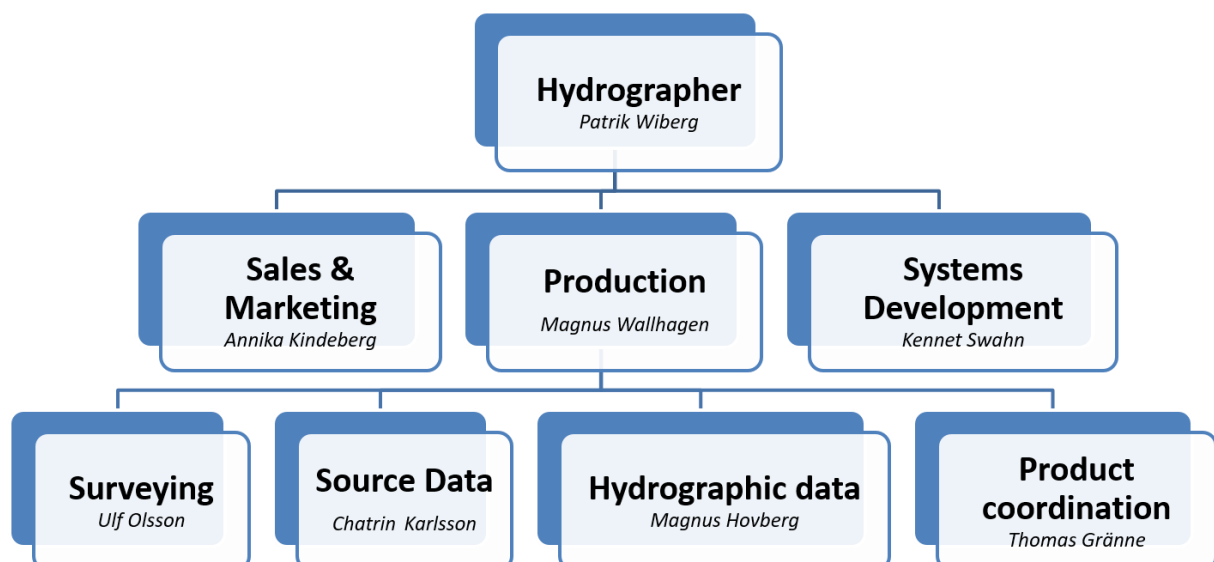 Hydrographer
Patrik Wiberg
Sales &
Marketing
Annika Kindeberg
Production
Magnus Wallhagen
Systems
Development
Kennet Swahn
Surveying
Ulf Olsson
Source Data
Chatrin Karlsson
Hydrographic data
Magnus Hovberg
Product
coordination
Thomas Gränne